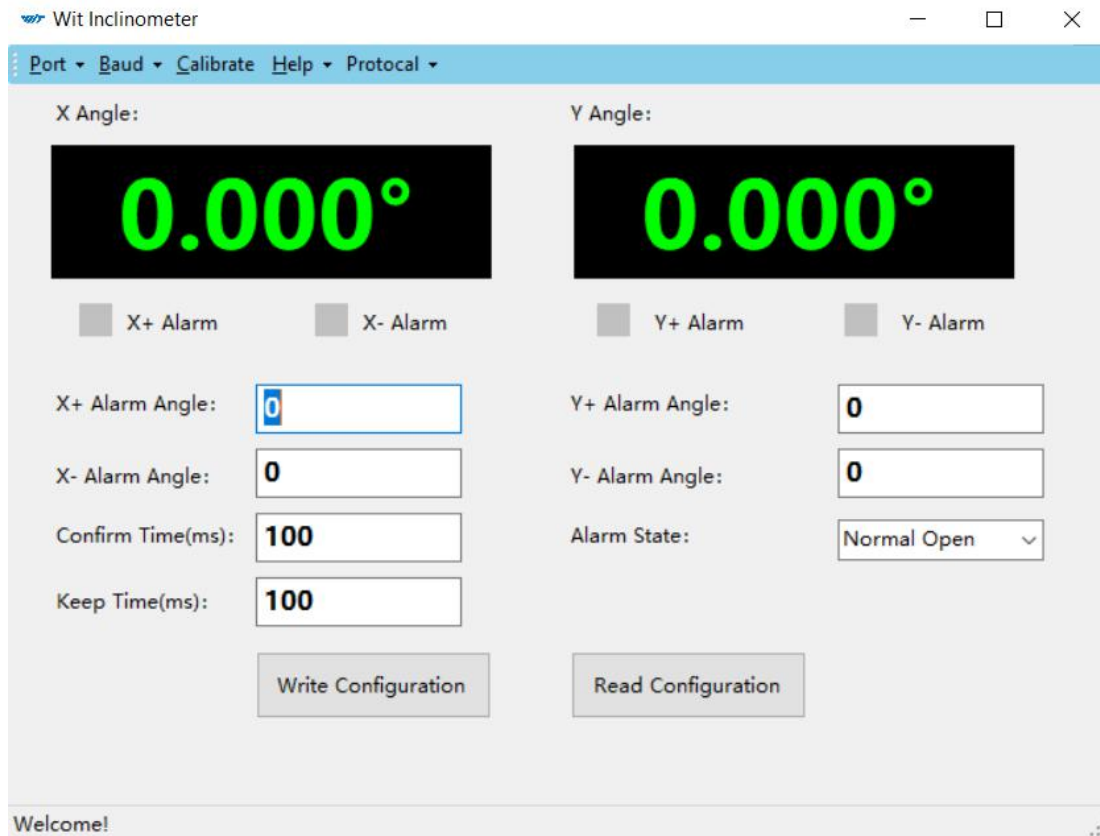 WIT Wit Inclinometer
Port Baud Calibrate Help Protocal
X Angle: Y Angle:
0.000° 0.000°
X+ Alarm X- Alarm Y+ Alarm Y- Alarm
X+ Alarm Angle: 0 Y+ Alarm Angle: 0
X- Alarm Angle: 0 Y- Alarm Angle: 0
Confirm Time(ms): 100 Alarm State: Normal Open
Keep Time(ms): 100
Write Configuration Read Configuration
Welcome!